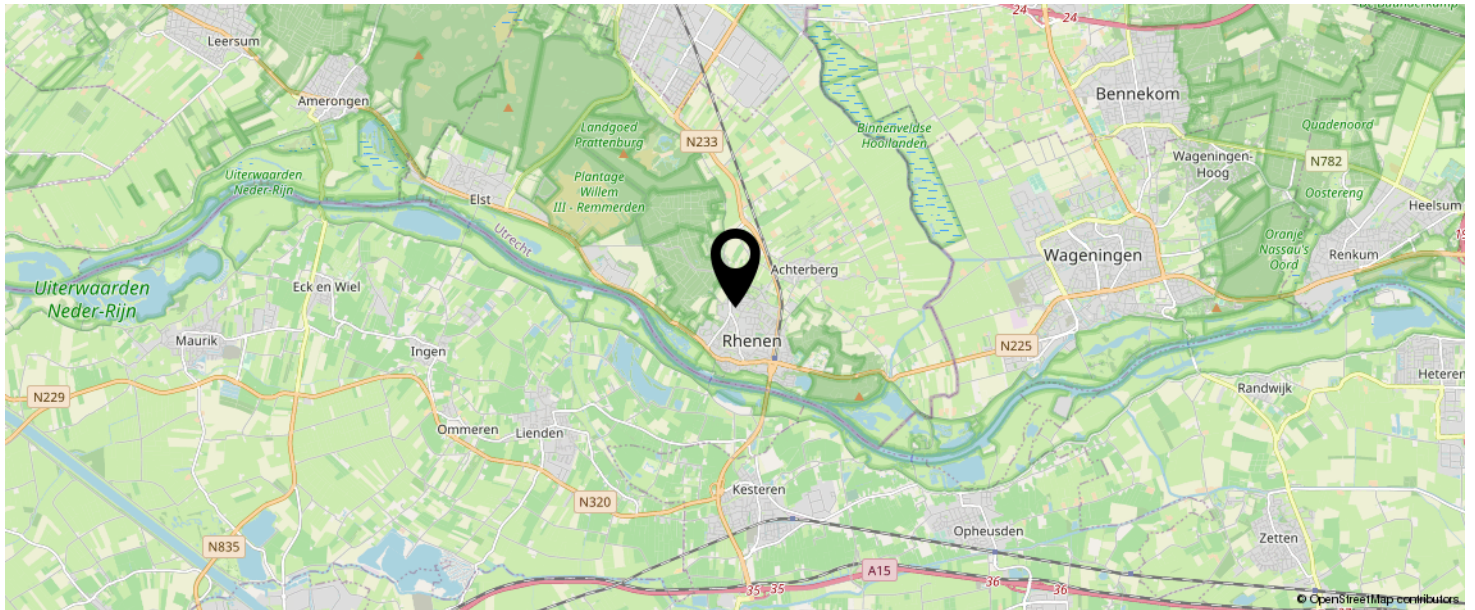 24
24
Leersum
Amerongen
Bennekom
Landgoed
Prattenburg
N233
Binnenveldse
Hooilanden
Quadenoord
Wageningen-
Hoog
N782
Uiterwaarden
Neder-Rijn
Plantage
Willem
III - Remmerden
Elst
Oostereng
Heelsum
Utrecht
Oranje
Nassau's
Oord
19
Wageningen
Renkum
Achterberg
Eck en Wiel
Uiterwaarden
Neder-Rijn
Maurik
Ingen
Rhenen
N225
Heteren
Randwijk
N229
Ommeren
Lienden
Kesteren
N320
Opheusden
Zetten
N835
A15
35
35
36
36
© OpenStreetMap contributors